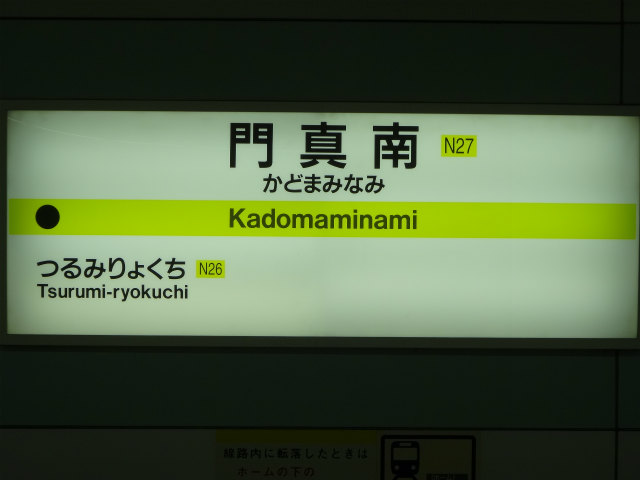 門真南 N27
かどまみなみ
Kadomaminami
つるみりょくち N26
Tsurumi-ryokuchi
線路内に転落したときは
ホームの下の